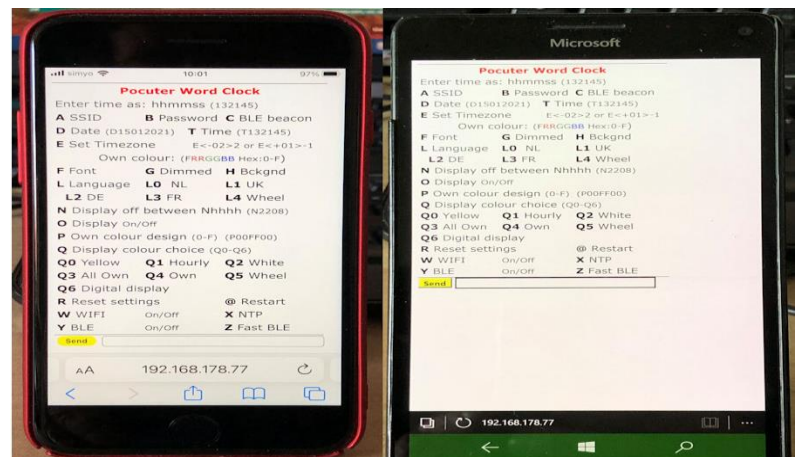 simyo 10:01 97%
Pocuter Word Clock
Enter time as: hhmmss (132145)
A SSID B Password C BLE beacon
D Date (D15012021) T Time (T132145)
E Set Timezone E<-02>2 or E<+01>-1
Own colour: (FRRGGBB Hex:0-F)
F Font G Dimmed H Bckgnd
L Language L0 NL L1 UK
L2 DE L3 FR L4 Wheel
N Display off between Nhhhh (N2208)
O Display On/Off
P Own colour design (0-F) (P00FF00)
Q Display colour choice (Q0-Q6)
Q0 Yellow Q1 Hourly Q2 White
Q3 All Own Q4 Own Q5 Wheel
Q6 Digital display
R Reset settings @ Restart
W WIFI On/Off X NTP
Y BLE On/Off Z Fast BLE
Send
AA 192.168.178.77
Microsoft
Pocuter Word Clock
Enter time as: hhmmss (132145)
A SSID B Password C BLE beacon
D Date (D15012021) T Time (T132145)
E Set Timezone E<-02>2 or E<+01>-1
Own colour: (FRRGGBB Hex:0-F)
F Font G Dimmed H Bckgnd
L Language L0 NL L1 UK
L2 DE L3 FR L4 Wheel
N Display off between Nhhhh (N2208)
O Display On/Off
P Own colour design (0-F) (P00FF00)
Q Display colour choice (Q0-Q6)
Q0 Yellow Q1 Hourly Q2 White
Q3 All Own Q4 Own Q5 Wheel
Q6 Digital display
R Reset settings @ Restart
W WIFI On/Off X NTP
Y BLE On/Off Z Fast BLE
Send
192.168.178.77